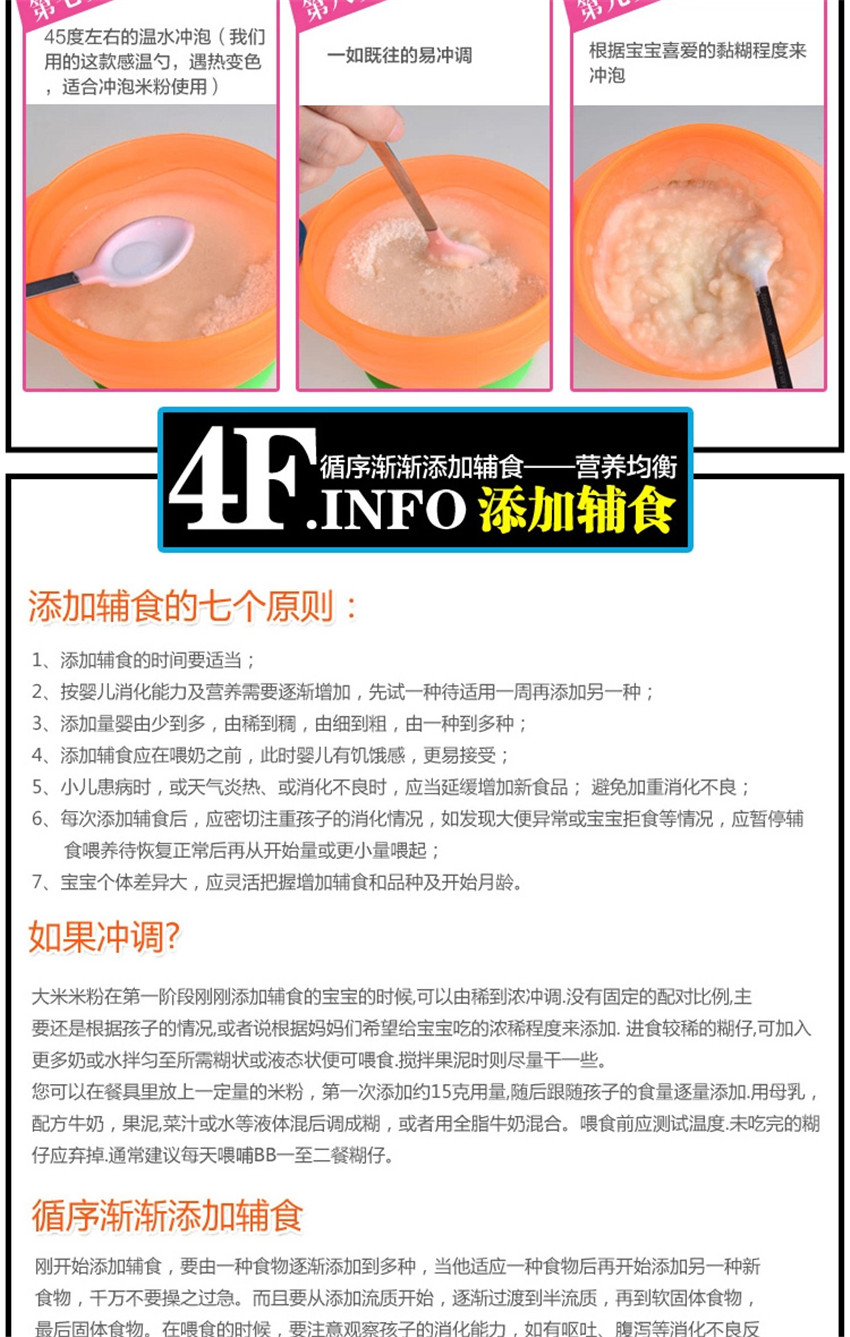 45度左右的温水冲泡（我们
用的这款感温勺，遇热变色
，适合冲泡米粉使用）
一如既往的易冲调
根据宝宝喜爱的黏糊程度来
冲泡
4F.INFO
循序渐渐添加辅食——营养均衡
添加辅食
添加辅食的七个原则：
1、添加辅食的时间要适当；
2、按婴儿消化能力及营养需要逐渐增加，先试一种待适用一周再添加另一种；
3、添加量婴由少到多，由稀到稠，由细到粗，由一种到多种；
4、添加辅食应在喂奶之前，此时婴儿有饥饿感，更易接受；
5、小儿患病时，或天气炎热、或消化不良时，应当延缓增加新食品； 避免加重消化不良；
6、每次添加辅食后，应密切注重孩子的消化情况，如发现大便异常或宝宝拒食等情况，应暂停辅
食喂养待恢复正常后再从开始量或更小量喂起；
7、宝宝个体差异大，应灵活把握增加辅食和品种及开始月龄。
如果冲调?
大米米粉在第一阶段刚刚添加辅食的宝宝的时候,可以由稀到浓冲调.没有固定的配对比例,主
要还是根据孩子的情况,或者说根据妈妈们希望给宝宝吃的浓稀程度来添加. 进食较稀的糊仔,可加入
更多奶或水拌匀至所需糊状或液态状便可喂食.搅拌果泥时则尽量干一些。
您可以在餐具里放上一定量的米粉，第一次添加约15克用量,随后跟随孩子的食量逐量添加.用母乳，
配方牛奶，果泥,菜汁或水等液体混后调成糊，或者用全脂牛奶混合。喂食前应测试温度.未吃完的糊
仔应弃掉.通常建议每天喂哺BB一至二餐糊仔。
循序渐渐添加辅食
刚开始添加辅食，要由一种食物逐渐添加到多种，当他适应一种食物后再开始添加另一种新
食物，千万不要操之过急。而且要从添加流质开始，逐渐过渡到半流质，再到软固体食物，
最后固体食物。在喂食的时候，要注意观察孩子的消化能力，如有呕吐、腹泻等消化不良反